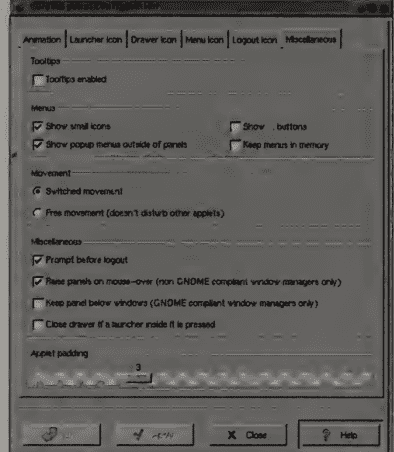 Animation Launcher icon Drawer icon Menu icon Logout icon Miscellaneous
Tooltips
Tooltips enabled
Menus
Show small icons Show ... buttons
Show popup menus outside of panels Keep menus in memory
Movement
Switched movement
Free movement (doesn't disturb other applets)
Miscellaneous
Prompt before logout
Raise panels on mouse-over (non GNOME compliant window managers only)
Keep panel below windows (GNOME compliant window managers only)
Close drawer if a launcher inside it is pressed
Applet padding
3
Close Help